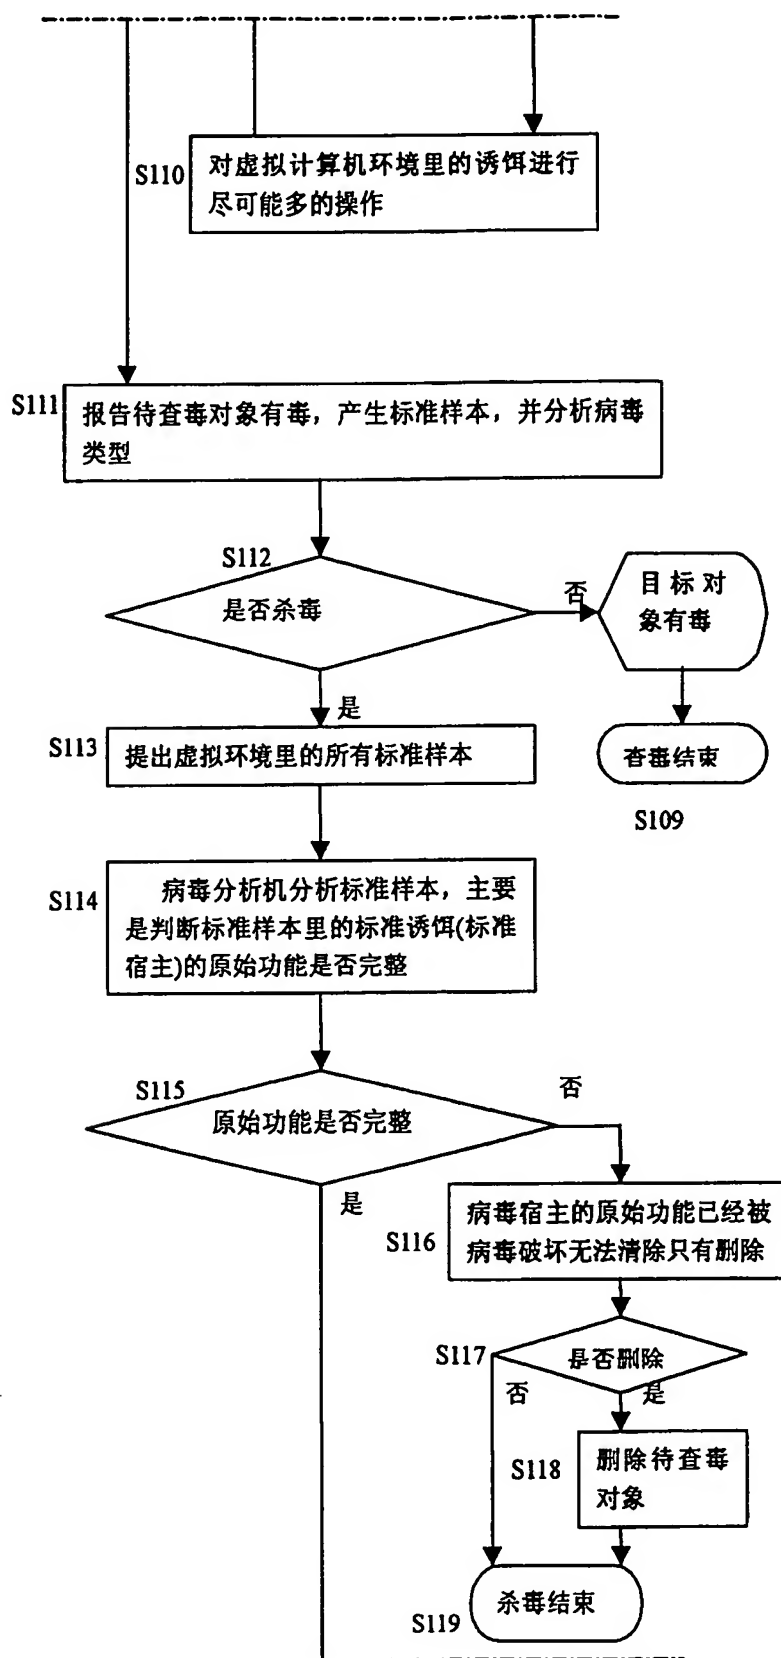 S110
对虚拟计算机环境里的诱饵进行
尽可能多的操作
S111
报告待查毒对象有毒，产生标准样本，并分析病毒
类型
S112
是否杀毒
否
目标对
象有毒
是
S113
提出虚拟环境里的所有标准样本
查毒结束
S109
S114
病毒分析机分析标准样本，主要
是判断标准样本里的标准诱饵(标准
宿主)的原始功能是否完整
S115
原始功能是否完整
否
是
S116
病毒宿主的原始功能已经被
病毒破坏无法清除只有删除
S117
是否删除
否
是
S118
删除待查毒
对象
杀毒结束
S119